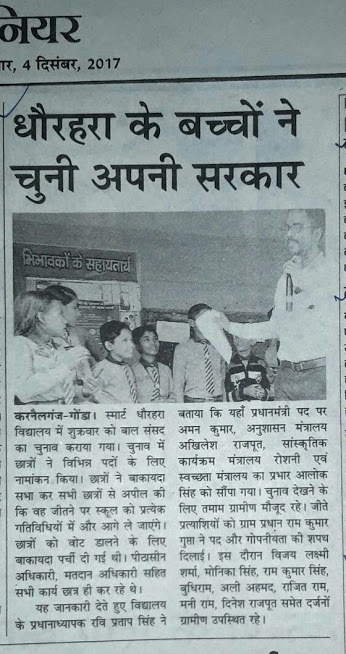 नियर
र, 4 दिसंबर, 2017
धौरहरा के बच्चों ने
चुनी अपनी सरकार
भिभावकों के सहायतार्थ
करनैलगंज-गोंडा। स्मार्ट धौरहरा
विद्यालय में शुक्रवार को बाल संसद
का चुनाव कराया गया। चुनाव में
छात्रों ने विभिन्न पदों के लिए
नामांकन किया। छात्रों ने बाकायदा
सभा कर सभी छात्रों से अपील की
कि वह जीतने पर स्कूल को प्रत्येक
गतिविधियों में और आगे ले जाएंगे।
छात्रों को वोट डालने के लिए
बाकायदा पर्ची दी गई थी। पीठासीन
अधिकारी, मतदान अधिकारी सहित
सभी कार्य छात्र ही कर रहे थे।
यह जानकारी देते हुए विद्यालय
के प्रधानाध्यापक रवि प्रताप सिंह ने
बताया कि यहाँ प्रधानमंत्री पद पर
अमन कुमार, अनुशासन मंत्रालय
अखिलेश राजपूत, सांस्कृतिक
कार्यक्रम मंत्रालय रोशनी एवं
स्वच्छता मंत्रालय का प्रभार आलोक
सिंह को सौंपा गया। चुनाव देखने के
लिए तमाम ग्रामीण मौजूद रहे। जीते
प्रत्याशियों को ग्राम प्रधान राम कुमार
गुप्ता ने पद और गोपनीयता की शपथ
दिलाई। इस दौरान विजय लक्ष्मी
शर्मा, मोनिका सिंह, राम कुमार सिंह,
बुधिराम, अली अहमद, राजित राम,
मनी राम, दिनेश राजपूत समेत दर्जनों
ग्रामीण उपस्थित रहे।